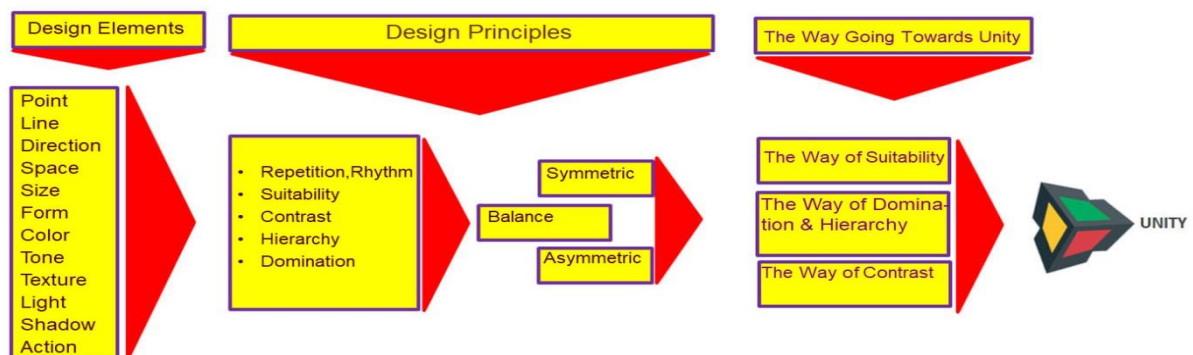 Design Elements
Design Principles
The Way Going Towards Unity
Point
Line
Direction
Space
Size
Form
Color
Tone
Texture
Light
Shadow
Action
• Repetition,Rhythm
• Suitability
• Contrast
• Hierarchy
• Domination
Symmetric
Balance
Asymmetric
The Way of Suitability
The Way of Domina-
tion & Hierarchy
The Way of Contrast
UNITY